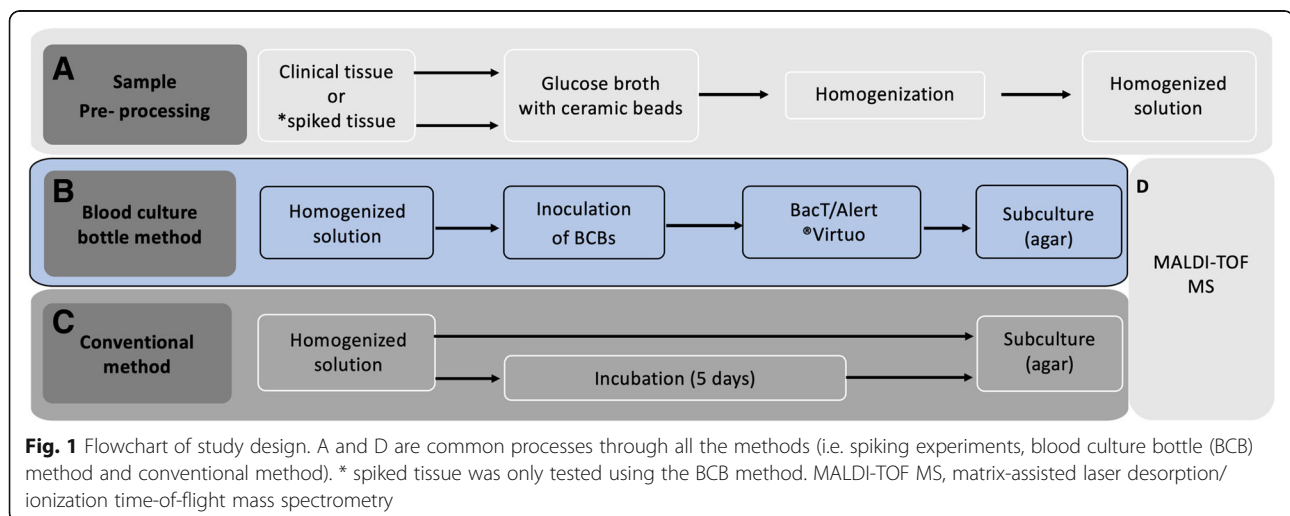 A
Sample
Pre- processing
Clinical tissue
or
*spiked tissue
Glucose broth
with ceramic beads
Homogenization
Homogenized
solution
B
Blood culture
bottle method
Homogenized
solution
Inoculation
of BCBs
BacT/Alert
®Virtuo
Subculture
(agar)
C
Conventional
method
Homogenized
solution
Incubation (5 days)
Subculture
(agar)
D
MALDI-TOF
MS
Fig. 1 Flowchart of study design. A and D are common processes through all the methods (i.e. spiking experiments, blood culture bottle (BCB)
method and conventional method). * spiked tissue was only tested using the BCB method. MALDI-TOF MS, matrix-assisted laser desorption/
ionization time-of-flight mass spectrometry